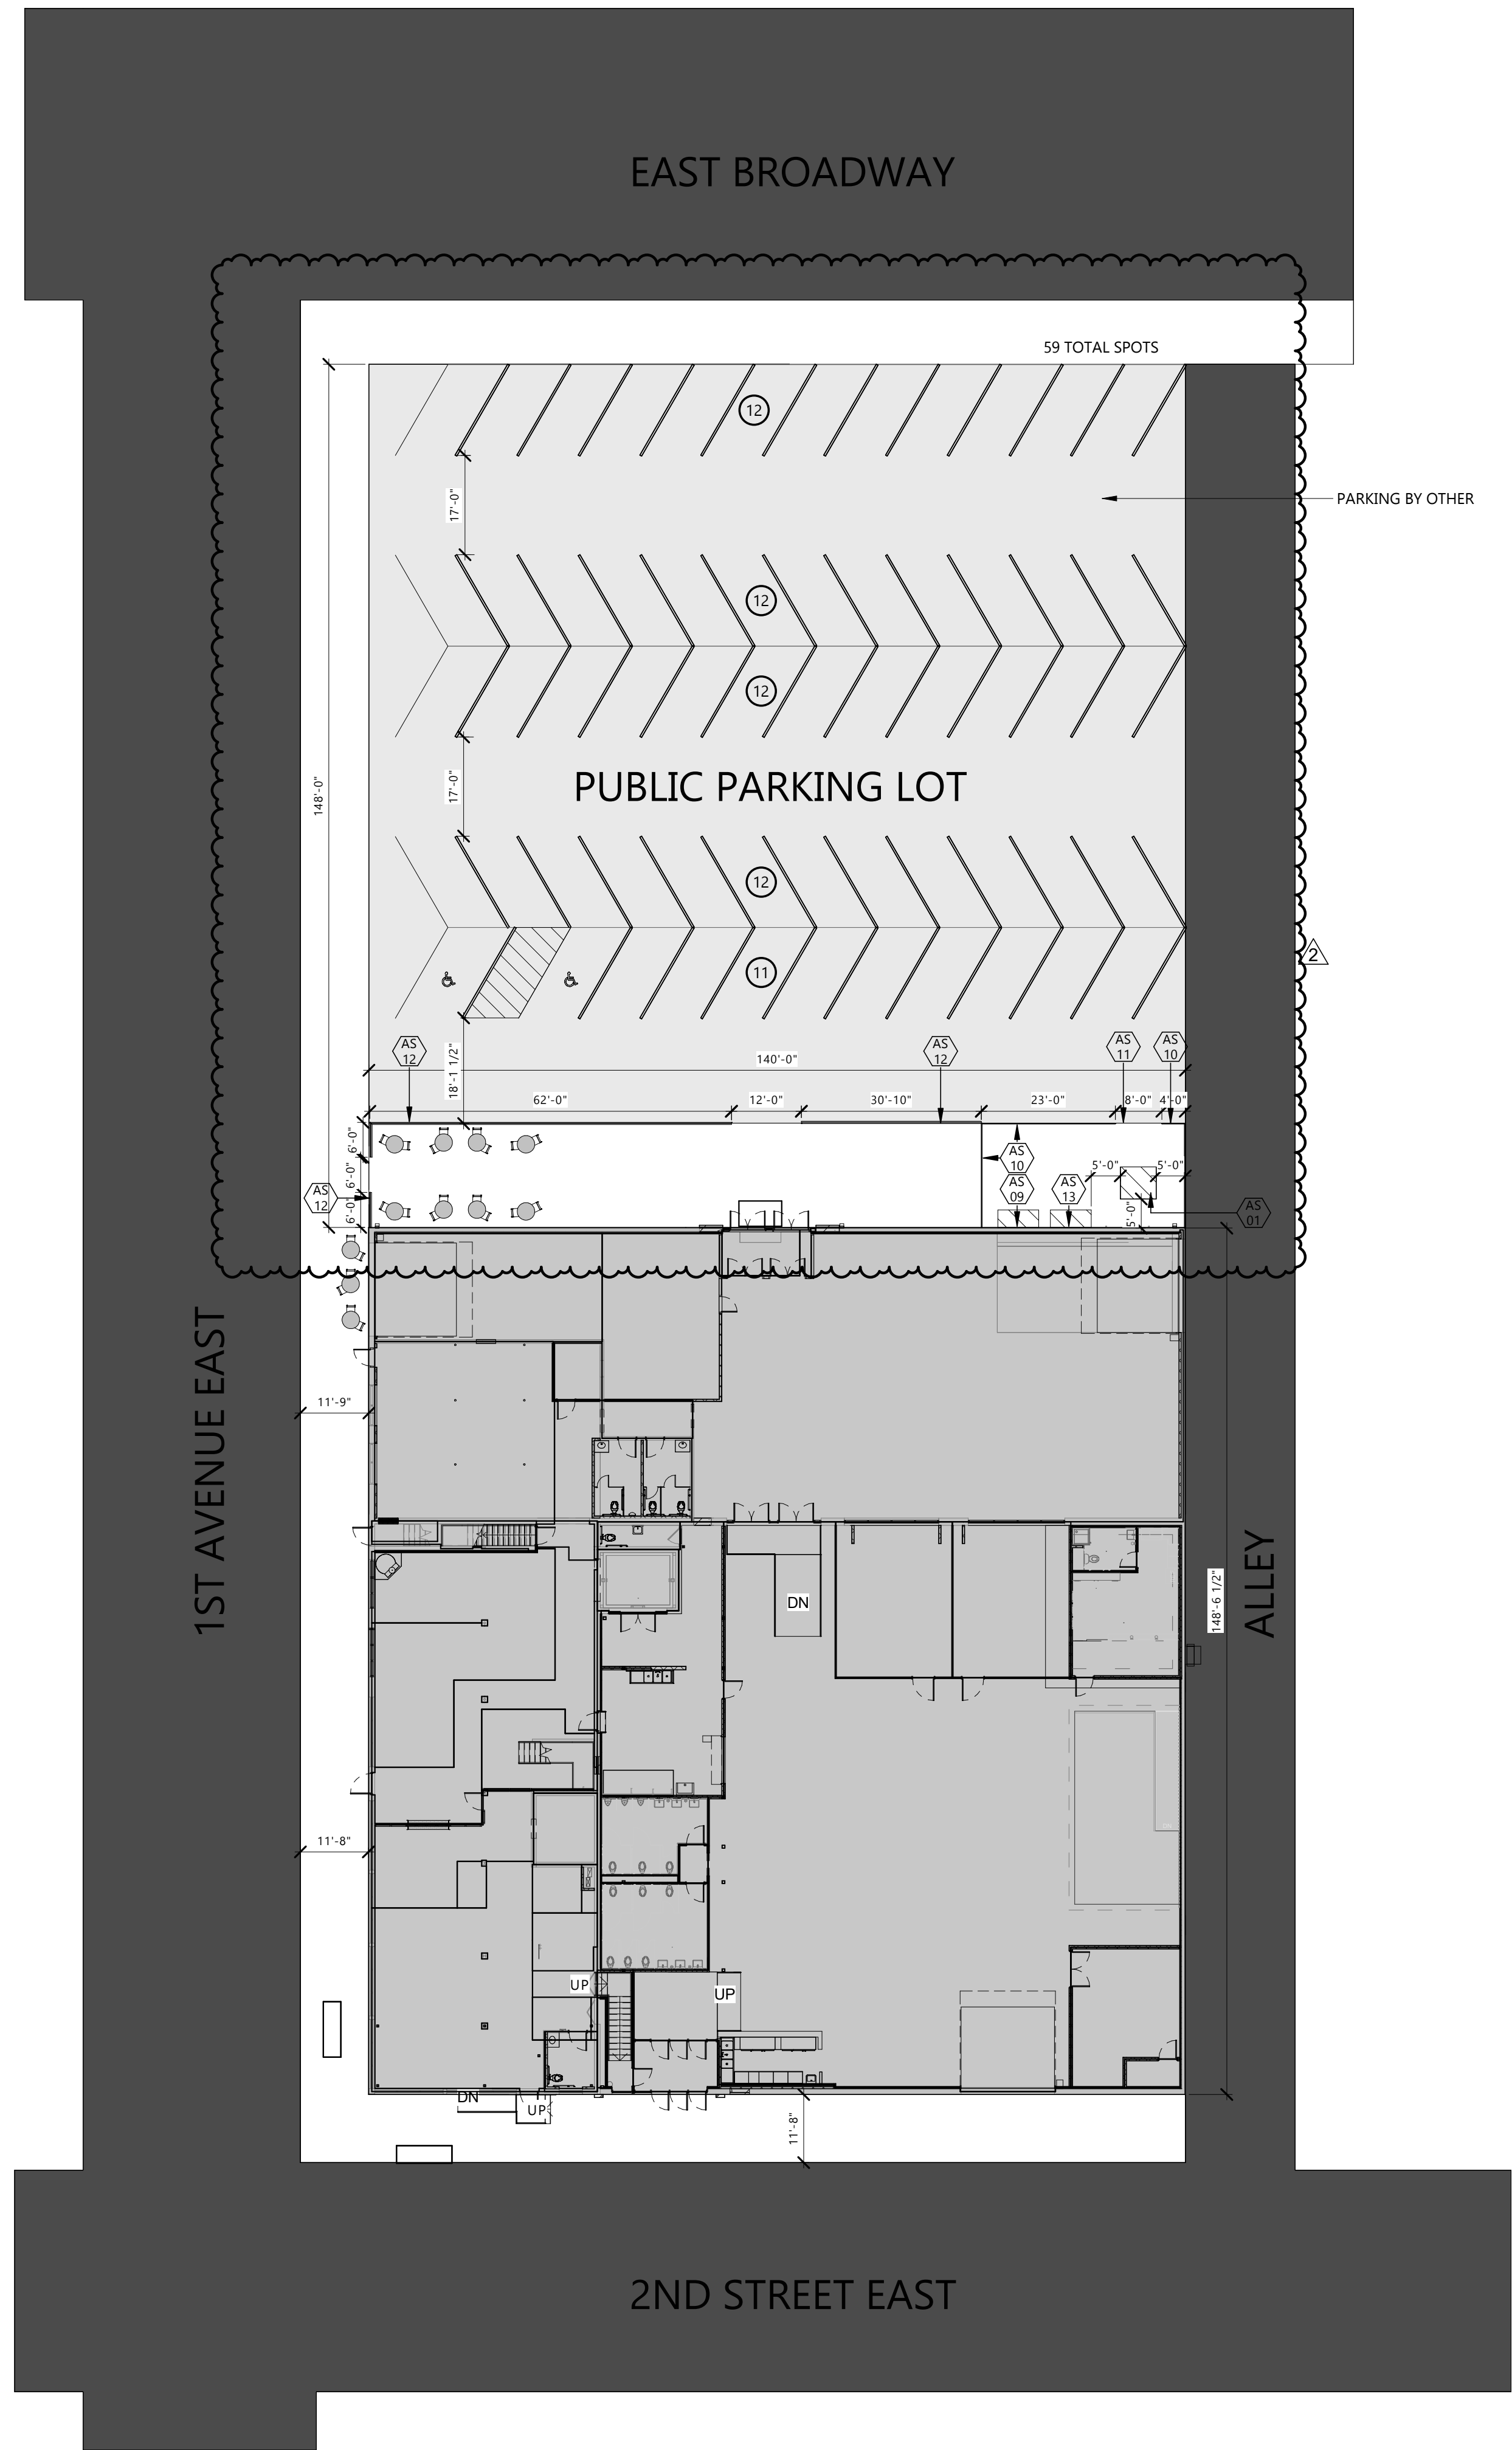 EAST BROADWAY
59 TOTAL SPOTS
12
17'-0"
PARKING BY OTHER
12
12
148'-0"
17'-0"
PUBLIC PARKING LOT
12
11
2
AS
12
18'-1 1/2"
140'-0"
AS
12
AS
11
AS
10
62'-0"
12'-0"
30'-10"
23'-0"
8'-0"
4'-0"
6'-0"
6'-0"
6'-0"
AS
12
AS
10
AS
09
AS
13
5'-0"
5'-0"
5'-0"
AS
01
1ST AVENUE EAST
11'-9"
ALLEY
148'-6 1/2"
DN
11'-8"
UP
UP
DN
UP
11'-8"
2ND STREET EAST